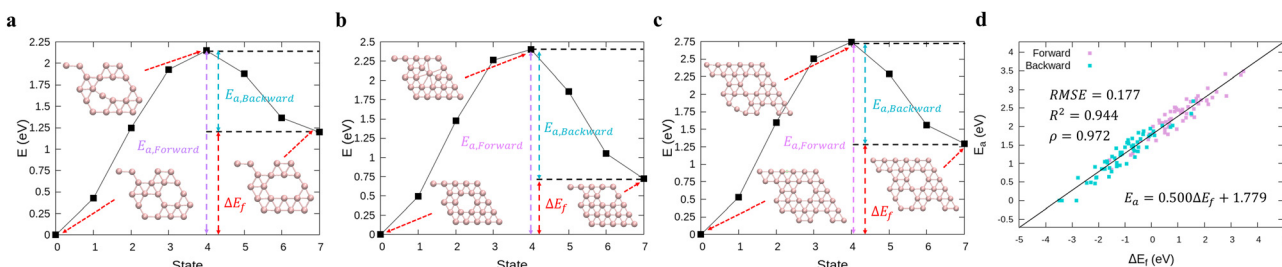 a
2.25
2
1.75
1.5
1.25
1
0.75
0.5
0.25
0
E (eV)
0 1 2 3 4 5 6 7
State
E_{a,Backward}
E_{a,Forward}
ΔE_f
b
2.5
2.25
2
1.75
1.5
1.25
1
0.75
0.5
0.25
0
E (eV)
0 1 2 3 4 5 6 7
State
E_{a,Backward}
E_{a,Forward}
ΔE_f
c
2.75
2.5
2.25
2
1.75
1.5
1.25
1
0.75
0.5
0.25
0
E (eV)
0 1 2 3 4 5 6 7
State
E_{a,Backward}
E_{a,Forward}
ΔE_f
d
4
3.5
3
2.5
2
1.5
1
0.5
0
-0.5
E_a (eV)
-5 -4 -3 -2 -1 0 1 2 3 4 5
ΔE_f (eV)
Forward
Backward
RMSE = 0.177
R² = 0.944
ρ = 0.972
E_a = 0.500ΔE_f + 1.779